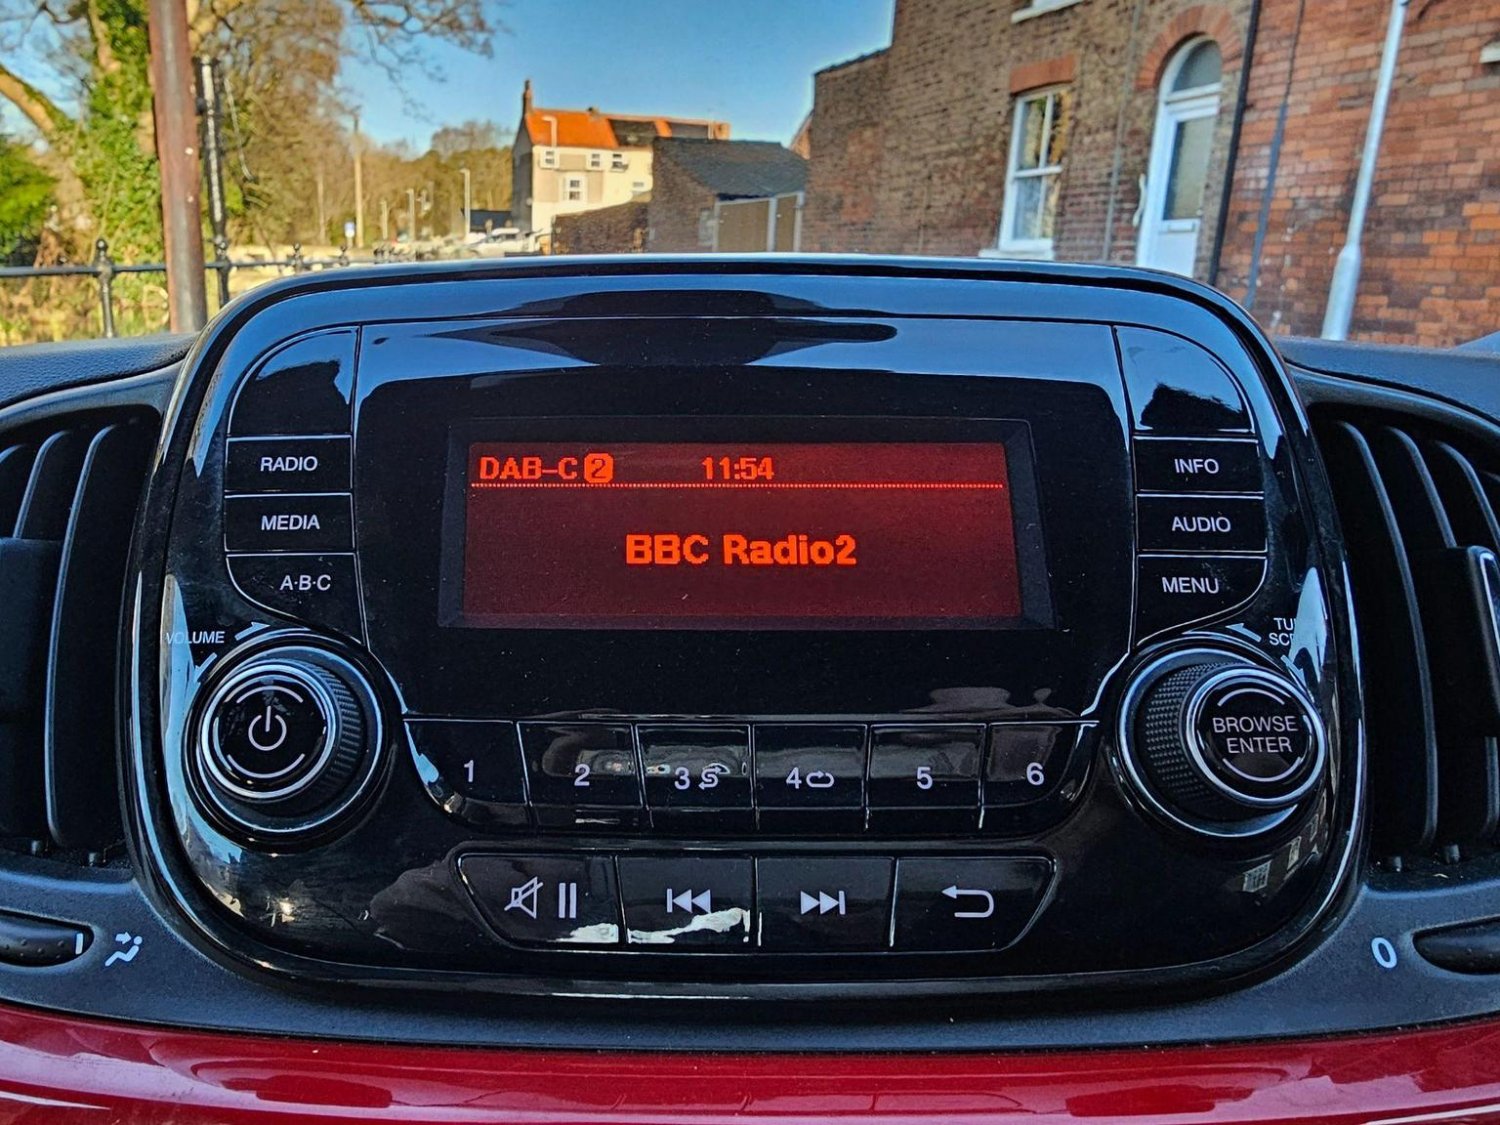 DAB-C 2 11:54
BBC Radio2
RADIO
MEDIA
A·B·C
VOLUME
INFO
AUDIO
MENU
BROWSE
ENTER
1 2 3 4 5 6
0